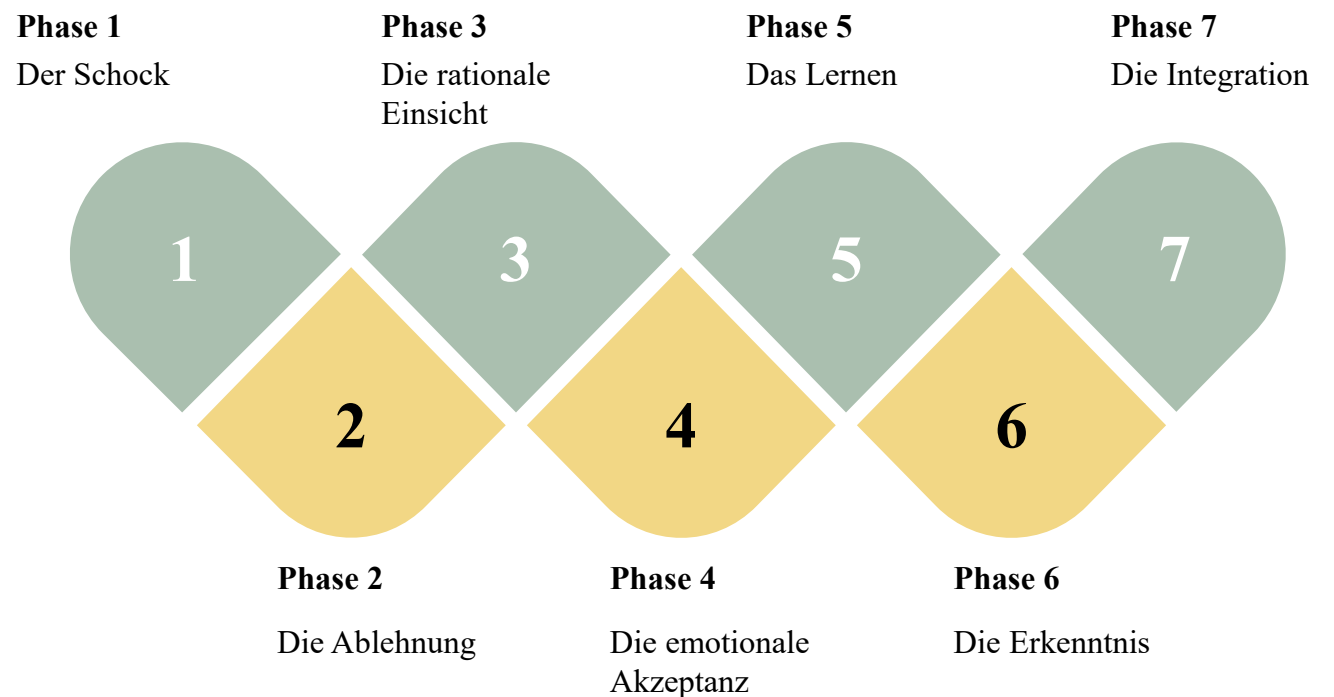 Phase 1
Der Schock
Phase 3
Die rationale
Einsicht
Phase 5
Das Lernen
Phase 7
Die Integration
1
3
5
7
2
4
6
Phase 2
Die Ablehnung
Phase 4
Die emotionale
Akzeptanz
Phase 6
Die Erkenntnis